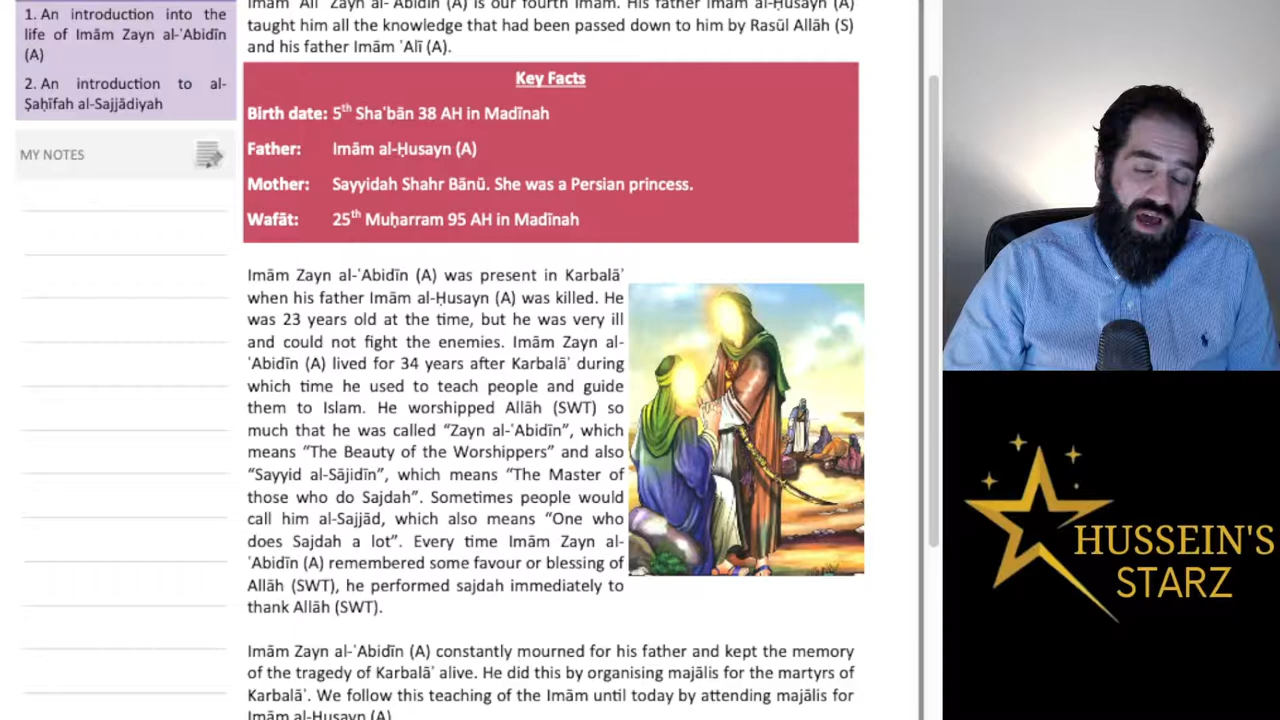 1. An introduction into the
life of Imām Zayn al-ʿAbidīn
(A)
2. An introduction to al-
Ṣaḥīfah al-Sajjādiyah
MY NOTES
Imām ʿAlī Zayn al-ʿAbidīn (A) is our fourth Imām. His father Imām al-Ḥusayn (A)
taught him all the knowledge that had been passed down to him by Rasūl Allāh (S)
and his father Imām ʿAlī (A).
Key Facts
Birth date: 5th Shaʿbān 38 AH in Madīnah
Father: Imām al-Ḥusayn (A)
Mother: Sayyidah Shahr Bānū. She was a Persian princess.
Wafāt: 25th Muḥarram 95 AH in Madīnah
Imām Zayn al-ʿAbidīn (A) was present in Karbalāʾ
when his father Imām al-Ḥusayn (A) was killed. He
was 23 years old at the time, but he was very ill
and could not fight the enemies. Imām Zayn al-
ʿAbidīn (A) lived for 34 years after Karbalāʾ during
which time he used to teach people and guide
them to Islam. He worshipped Allāh (SWT) so
much that he was called “Zayn al-ʿAbidīn”, which
means “The Beauty of the Worshippers” and also
“Sayyid al-Sājidīn”, which means “The Master of
those who do Sajdah”. Sometimes people would
call him al-Sajjād, which also means “One who
does Sajdah a lot”. Every time Imām Zayn al-
ʿAbidīn (A) remembered some favour or blessing of
Allāh (SWT), he performed sajdah immediately to
thank Allāh (SWT).
Imām Zayn al-ʿAbidīn (A) constantly mourned for his father and kept the memory
of the tragedy of Karbalāʾ alive. He did this by organising majālis for the martyrs of
Karbalāʾ. We follow this teaching of the Imām until today by attending majālis for
Imām al-Ḥusayn (A)
HUSSEIN'S
STARZ